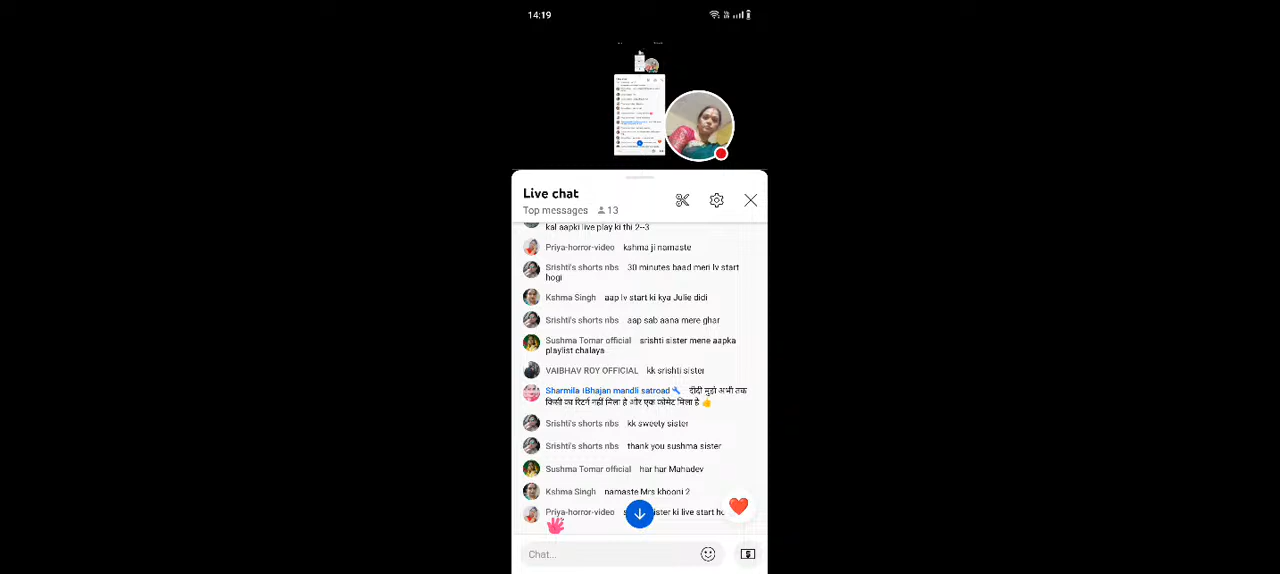 14:19
Live chat
Top messages 13
kal aapki live play ki thi 2--3
Priya-horror-video kshma ji namaste
Srishti's shorts nbs 30 minutes baad meri lv start
hogi
Kshma Singh aap lv start ki kya Julie didi
Srishti's shorts nbs aap sab aana mere ghar
Sushma Tomar official srishti sister mene aapka
playlist chalaya
VAIBHAV ROY OFFICIAL kk srishti sister
Sharmila ।Bhajan mandli satroad दीदी मुझे अभी तक
किसी का रिटर्न नहीं मिला है और एक कोमेट मिला है 👍
Srishti's shorts nbs kk sweety sister
Srishti's shorts nbs thank you sushma sister
Sushma Tomar official har har Mahadev
Kshma Singh namaste Mrs khooni 2
Priya-horror-video ki live start
Chat...